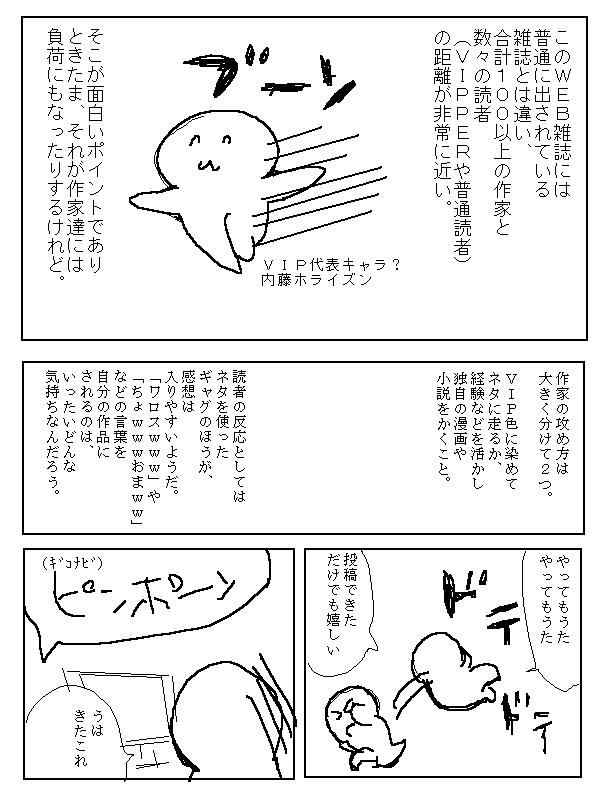 このＷＥＢ雑誌には
普通に出されている
雑誌とは違い、
合計１００以上の作家と
数々の読者
（ＶＩＰＰＥＲや普通読者）
の距離が非常に近い。
ブーン
ＶＩＰ代表キャラ？
内藤ホライズン
そこが面白いポイントであり
ときたま、それが作家達には
負荷にもなったりするけれど。
作家の攻め方は
大きく分けて２つ。
ＶＩＰ色に染めて
ネタに走るか、
経験などを活かし
独自の漫画や
小説をかくこと。
読者の反応としては
ネタを使った
ギャグのほうが、
感想は
入りやすいようだ。
「ワロスｗｗｗ」や
「ちょｗｗｗおまｗｗ」
などの言葉を
自分の作品に
されるのは、
いったいどんな
気持ちなんだろう。
やってもうた
やってもうた
ドテ
ドテ
投稿できた
だけでも嬉しい
(ｷﾞｺﾅﾋﾞ)
ピンポーン
うは
きたこれ